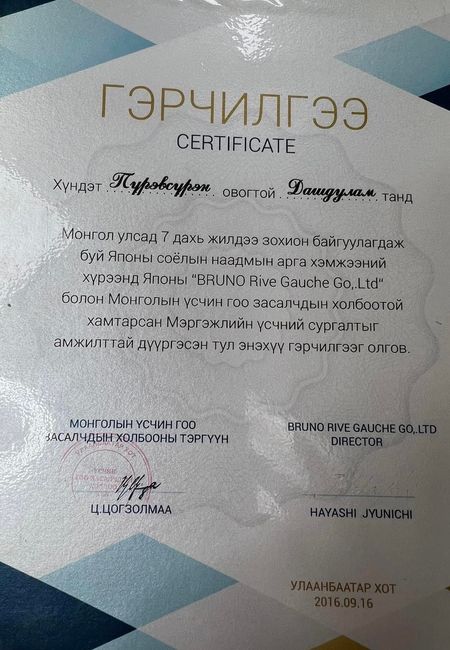 ГЭРЧИЛГЭЭ
CERTIFICATE
Хүндэт Пүрэвсүрэн овогтой Дашдулам танд
Монгол улсад 7 дахь жилдээ зохион байгуулагдаж
буй Японы соёлын наадмын арга хэмжээний
хүрээнд Японы "BRUNO Rive Gauche Go,.Ltd"
болон Монголын үсчин гоо засалчдын холбоотой
хамтарсан Мэргэжлийн үсчний сургалтыг
амжилттай дүүргэсэн тул энэхүү гэрчилгээг олгов.
МОНГОЛЫН ҮСЧИН ГОО
ЗАСАЛЧДЫН ХОЛБООНЫ ТЭРГҮҮН
Ц.ЦОГЗОЛМАА
BRUNO RIVE GAUCHE GO,.LTD
DIRECTOR
HAYASHI JYUNICHI
УЛААНБААТАР ХОТ
2016.09.16